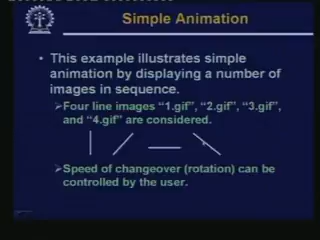 Simple Animation
• This example illustrates simple
animation by displaying a number of
images in sequence.
➢Four line images “1.gif”, “2.gif”, “3.gif”,
and “4.gif” are considered.
➢Speed of changeover (rotation) can be
controlled by the user.